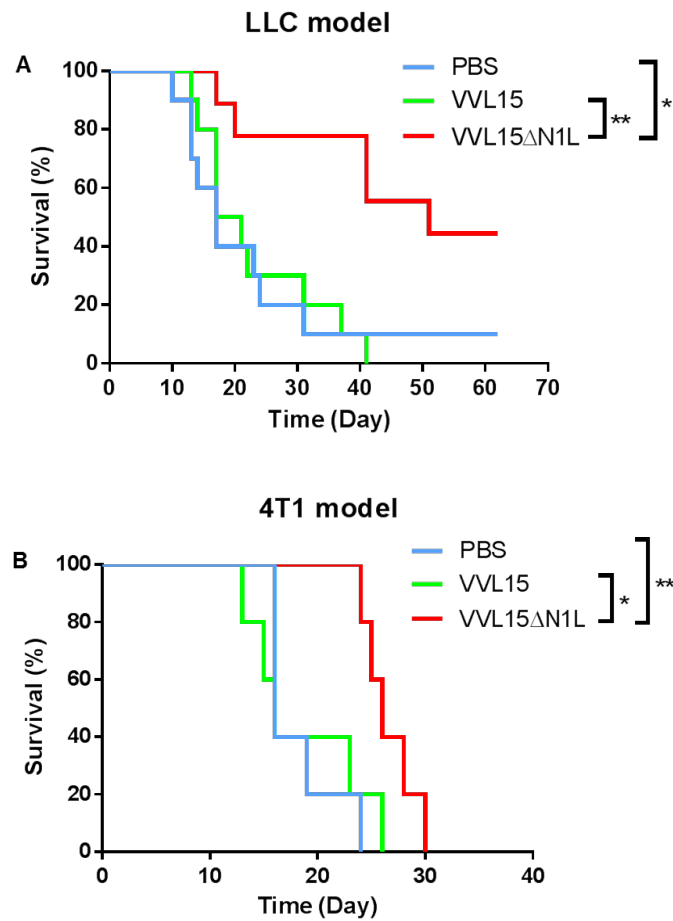 LLC model
A
PBS
VVL15
VVL15ΔN1L
**
*
100
80
60
40
20
0
Survival (%)
0 10 20 30 40 50 60 70
Time (Day)
4T1 model
B
PBS
VVL15
VVL15ΔN1L
*
**
100
80
60
40
20
0
Survival (%)
0 10 20 30 40
Time (Day)